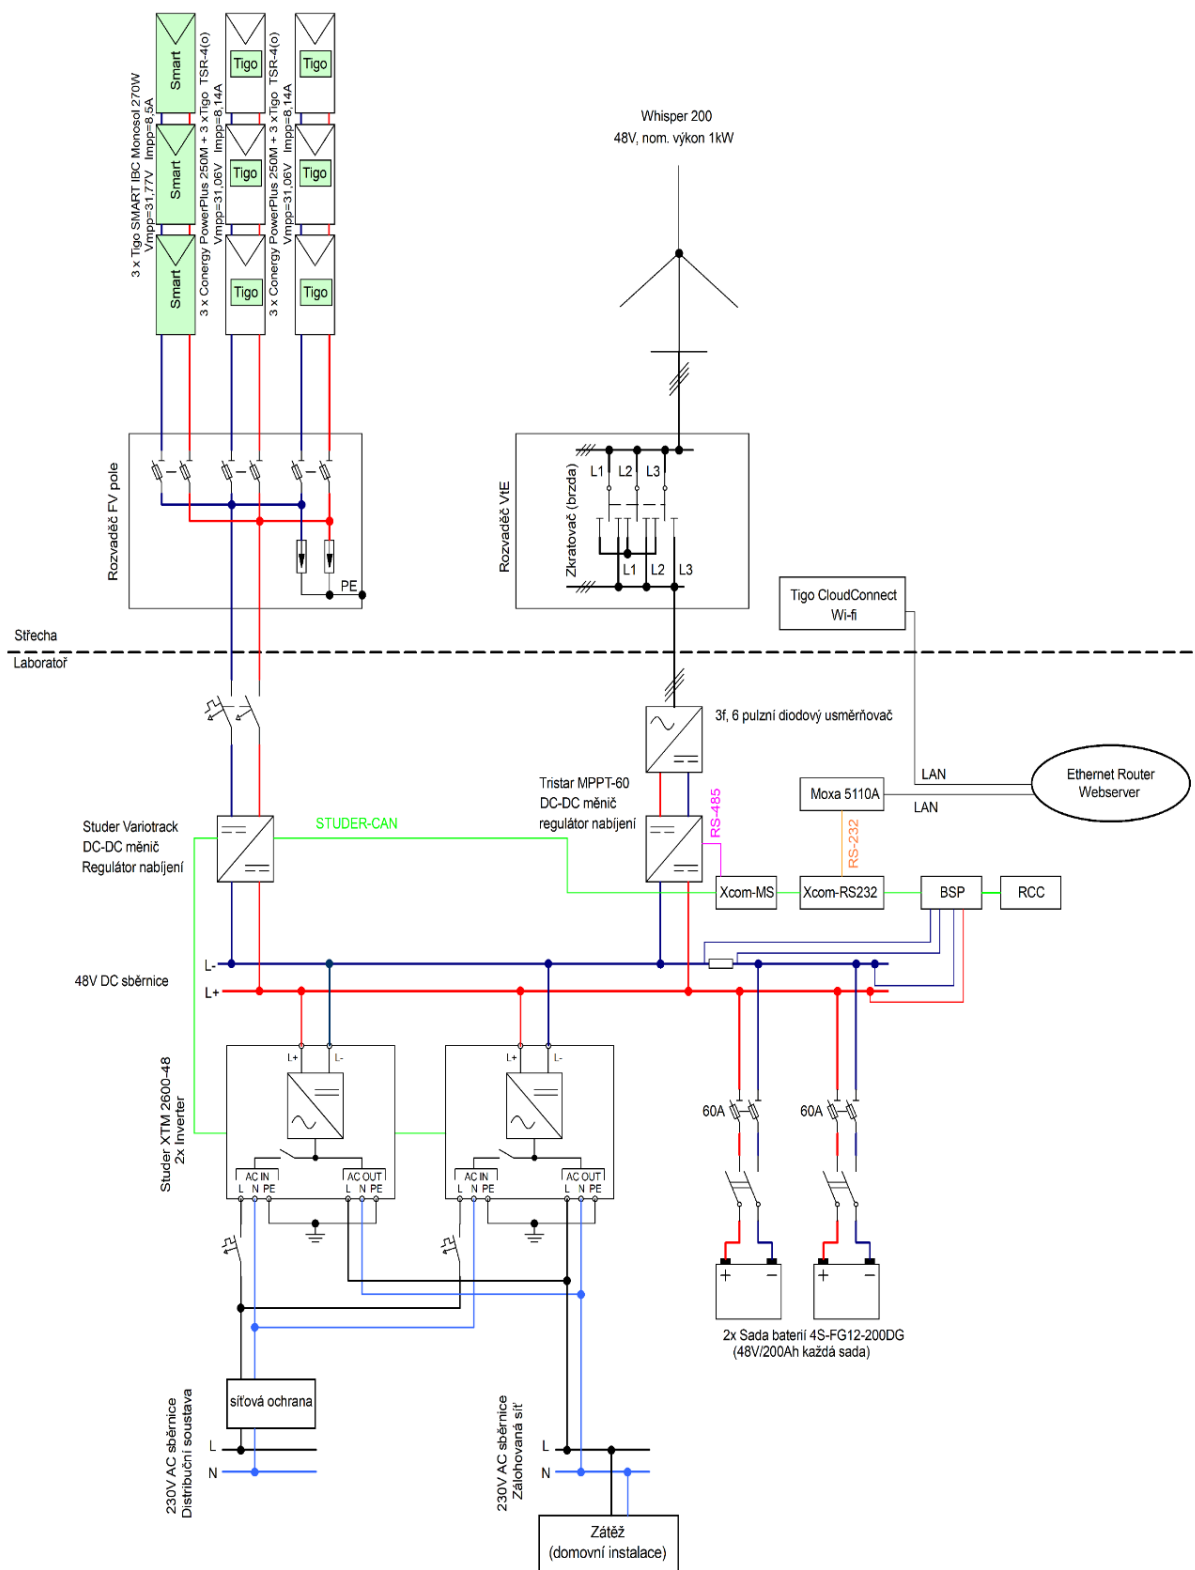 3 x Tigo SMART IBC Monosol 270W
Vmpp=31,77V Impp=8,5A
Smart
Smart
Smart
3 x Conergy PowerPlus 250M + 3 xTigo TSR-4(o)
Vmpp=31,06V Impp=8,14A
Tigo
Tigo
Tigo
3 x Conergy PowerPlus 250M + 3 xTigo TSR-4(o)
Vmpp=31,06V Impp=8,14A
Tigo
Tigo
Tigo
Whisper 200
48V, nom. výkon 1kW
Rozvaděč FV pole
PE
Rozvaděč VtE
Zkratovač (brzda)
L1 L2 L3
L1 L2 L3
Tigo CloudConnect
Wi-fi
Střecha
Laboratoř
3f, 6 pulzní diodový usměrňovač
Tristar MPPT-60
DC-DC měnič
regulátor nabíjení
LAN
LAN
Ethernet Router
Webserver
Moxa 5110A
RS-485
RS-232
STUDER-CAN
Studer Variotrack
DC-DC měnič
Regulátor nabíjení
Xcom-MS
Xcom-RS232
BSP
RCC
L-
48V DC sběrnice
L+
Studer XTM 2600-48
2x Inverter
L+ L-
AC IN AC OUT
L N PE L N PE
L+ L-
AC IN AC OUT
L N PE L N PE
60A
60A
+ −
+ −
2x Sada baterií 4S-FG12-200DG
(48V/200Ah každá sada)
síťová ochrana
230V AC sběrnice
Distribuční soustava
L
N
230V AC sběrnice
Zálohovaná síť
L
N
Zátěž
(domovní instalace)